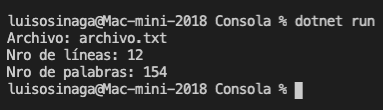 luisosinaga@Mac-mini-2018 Consola % dotnet run
Archivo: archivo.txt
Nro de líneas: 12
Nro de palabras: 154
luisosinaga@Mac-mini-2018 Consola %